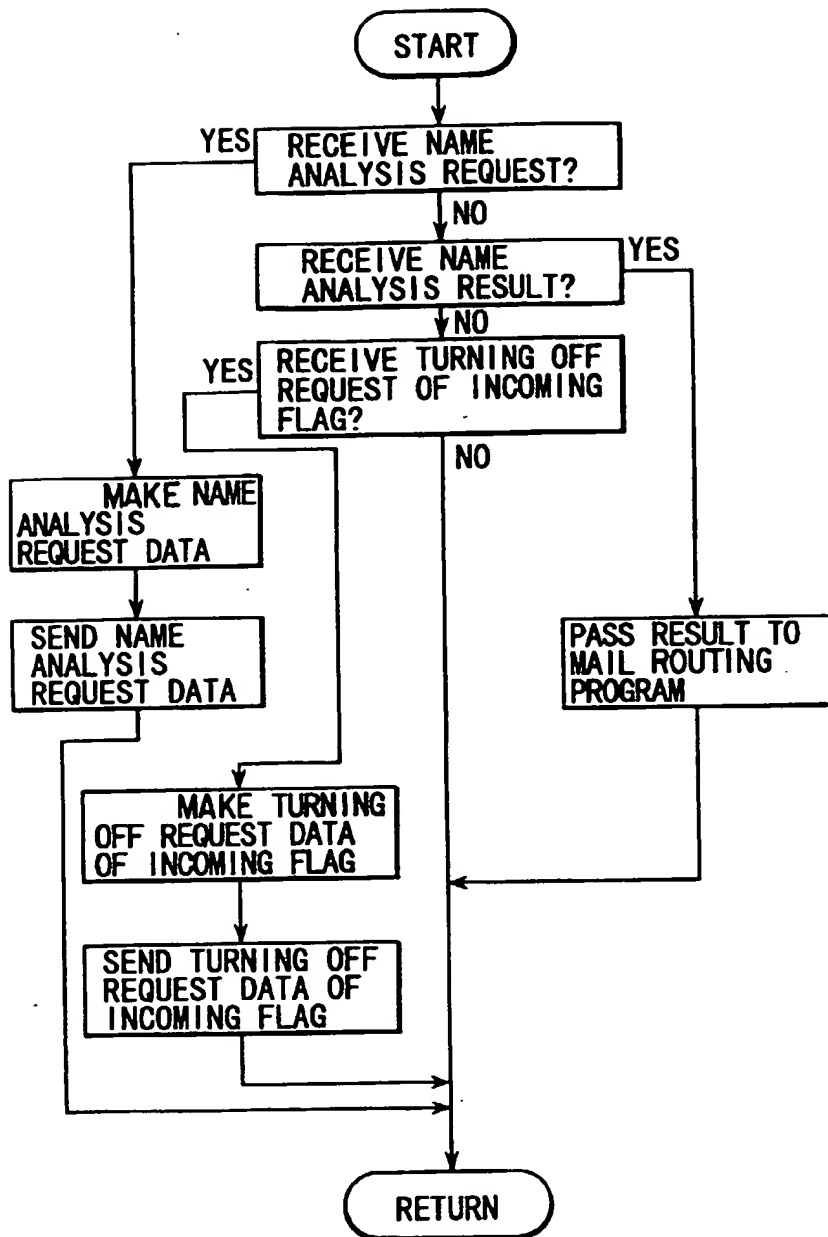 START
YES
RECEIVE NAME
ANALYSIS REQUEST?
NO
RECEIVE NAME
ANALYSIS RESULT?
YES
NO
YES
RECEIVE TURNING OFF
REQUEST OF INCOMING
FLAG?
NO
MAKE NAME
ANALYSIS
REQUEST DATA
SEND NAME
ANALYSIS
REQUEST DATA
PASS RESULT TO
MAIL ROUTING
PROGRAM
MAKE TURNING
OFF REQUEST DATA
OF INCOMING FLAG
SEND TURNING OFF
REQUEST DATA OF
INCOMING FLAG
RETURN